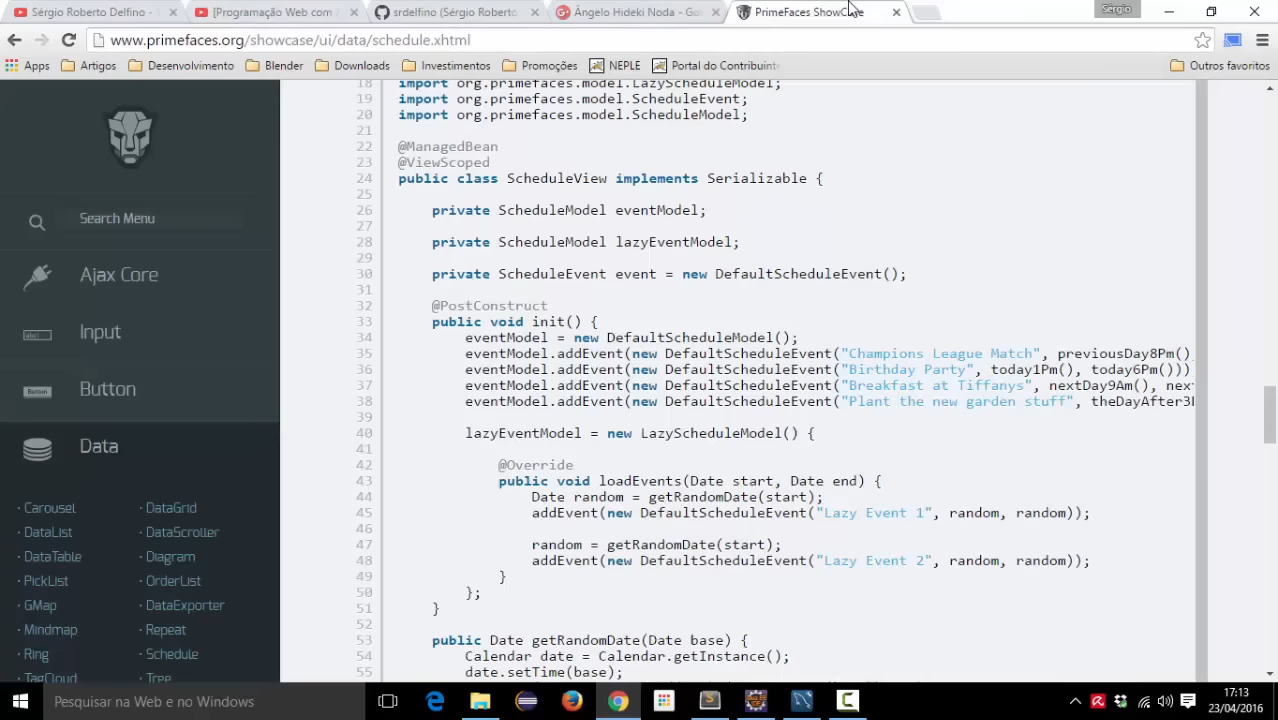 Sérgio Roberto Delfino -
[Programação Web com
srdelfino (Sérgio Roberto
Ângelo Hideki Noda - Go
PrimeFaces ShowCase
Sérgio
www.primefaces.org/showcase/ui/data/schedule.xhtml
Apps Artigos Desenvolvimento Blender Downloads Investimentos Promoções NEPLE Portal do Contribuint Outros favoritos
18 import org.primefaces.model.LazyScheduleModel;
19 import org.primefaces.model.ScheduleEvent;
20 import org.primefaces.model.ScheduleModel;
21
22 @ManagedBean
23 @ViewScoped
24 public class ScheduleView implements Serializable {
25
26 private ScheduleModel eventModel;
27
28 private ScheduleModel lazyEventModel;
29
30 private ScheduleEvent event = new DefaultScheduleEvent();
31
32 @PostConstruct
33 public void init() {
34 eventModel = new DefaultScheduleModel();
35 eventModel.addEvent(new DefaultScheduleEvent("Champions League Match", previousDay8Pm()
36 eventModel.addEvent(new DefaultScheduleEvent("Birthday Party", today1Pm(), today6Pm()))
37 eventModel.addEvent(new DefaultScheduleEvent("Breakfast at Tiffanys", nextDay9Am(), nex
38 eventModel.addEvent(new DefaultScheduleEvent("Plant the new garden stuff", theDayAfter3
39
40 lazyEventModel = new LazyScheduleModel() {
41
42 @Override
43 public void loadEvents(Date start, Date end) {
44 Date random = getRandomDate(start);
45 addEvent(new DefaultScheduleEvent("Lazy Event 1", random, random));
46
47 random = getRandomDate(start);
48 addEvent(new DefaultScheduleEvent("Lazy Event 2", random, random));
49 }
50 };
51 }
52
53 public Date getRandomDate(Date base) {
54 Calendar date = Calendar.getInstance();
55 date.setTime(base);
Search Menu
Ajax Core
Input
Button
Data
· Carousel · DataGrid
· DataList · DataScroller
· DataTable · Diagram
· PickList · OrderList
· GMap · DataExporter
· Mindmap · Repeat
· Ring · Schedule
· TagCloud · Tree
Pesquisar na Web e no Windows
17:13
23/04/2016